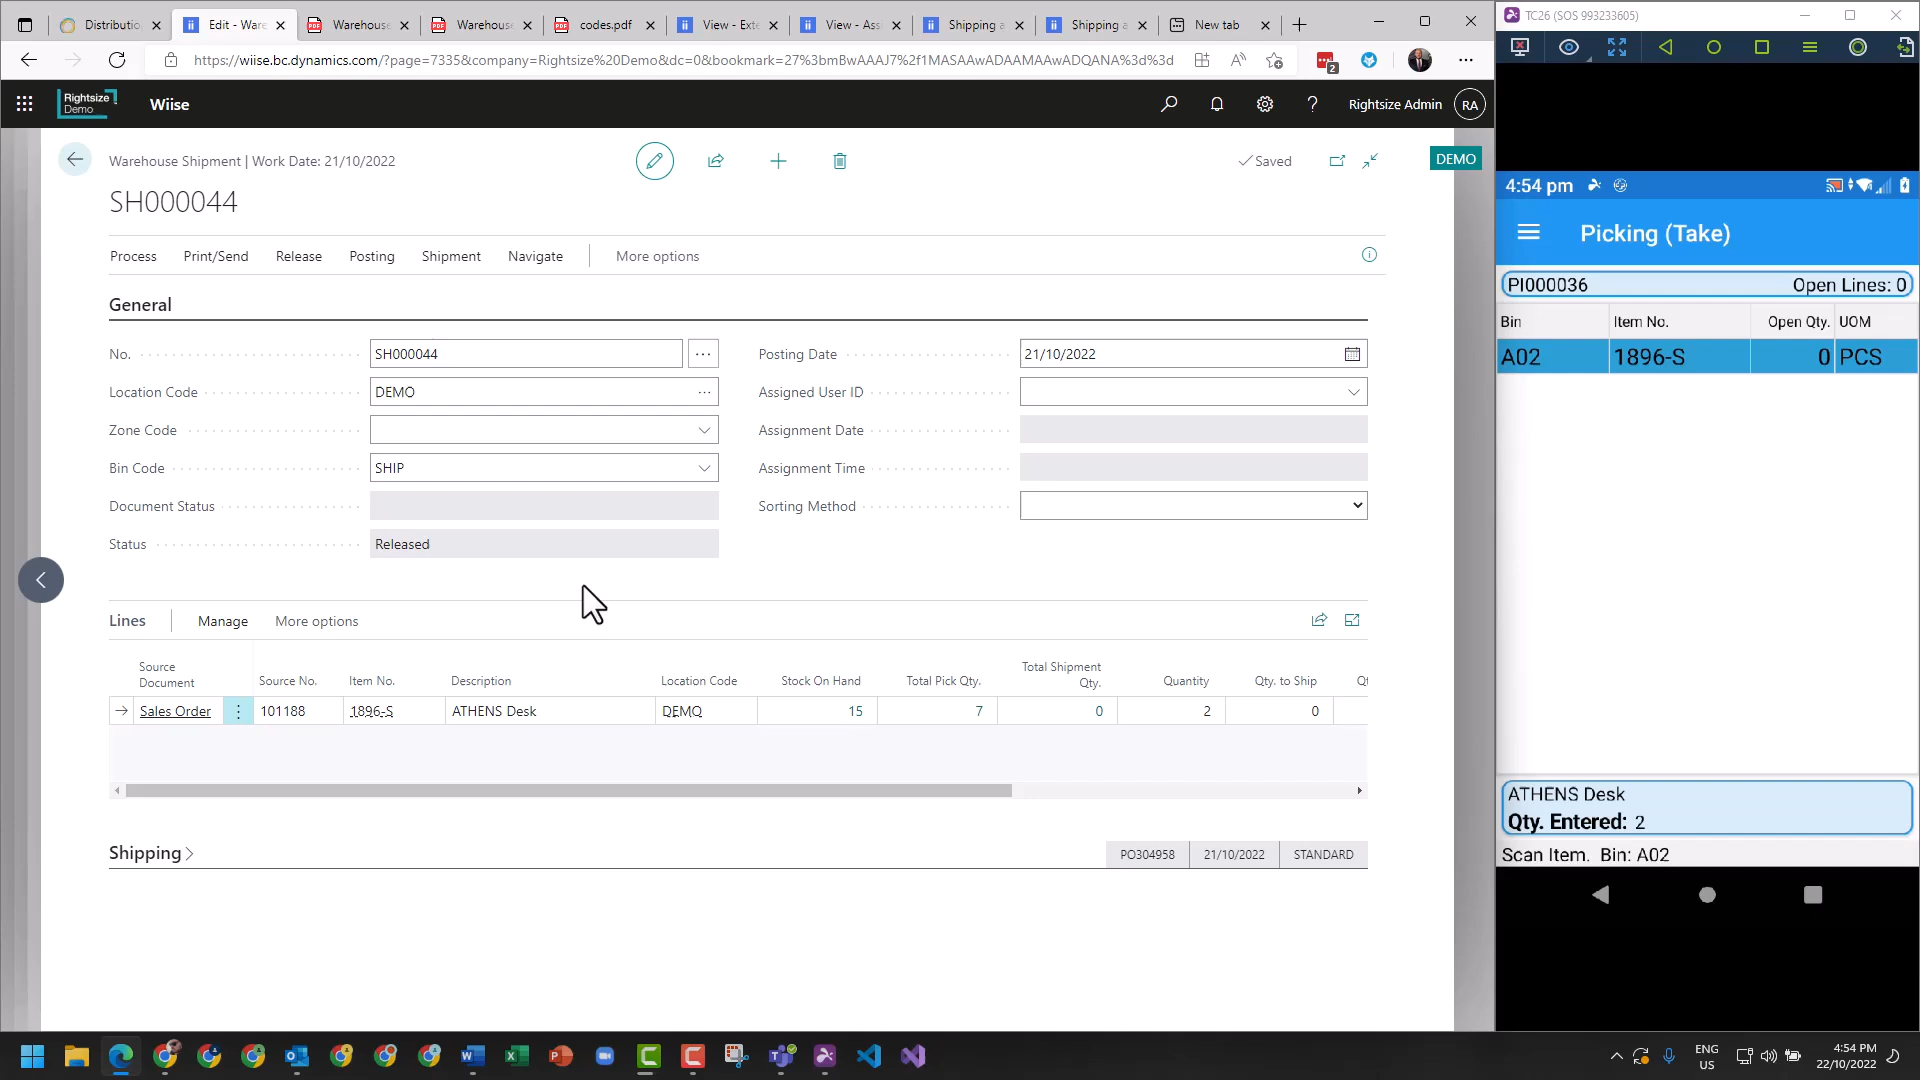 Distributio
Edit - Ware
Warehouse
Warehouse
codes.pdf
View - Exte
View - Ass
Shipping a
Shipping a
New tab
https://wiise.bc.dynamics.com/?page=7335&company=Rightsize%20Demo&dc=0&bookmark=27%3bmBwAAAJ7%2f1MASAAwADAAMAAwADQANA%3d%3d
2
Rightsize
Demo
Wiise
Rightsize Admin
RA
Warehouse Shipment | Work Date: 21/10/2022
Saved
DEMO
SH000044
Process
Print/Send
Release
Posting
Shipment
Navigate
More options
General
No.
SH000044
Posting Date
21/10/2022
Location Code
DEMO
Assigned User ID
Zone Code
Assignment Date
Bin Code
SHIP
Assignment Time
Document Status
Sorting Method
Status
Released
Lines
Manage
More options
Source Document
Source No.
Item No.
Description
Location Code
Stock On Hand
Total Pick Qty.
Total Shipment Qty.
Quantity
Qty. to Ship
Sales Order
101188
1896-S
ATHENS Desk
DEMO
15
7
0
2
0
Shipping
PO304958
21/10/2022
STANDARD
TC26 (SOS 993233605)
4:54 pm
Picking (Take)
PI000036
Open Lines: 0
Bin
Item No.
Open Qty.
UOM
A02
1896-S
0
PCS
ATHENS Desk
Qty. Entered: 2
Scan Item. Bin: A02
ENG
US
4:54 PM
22/10/2022